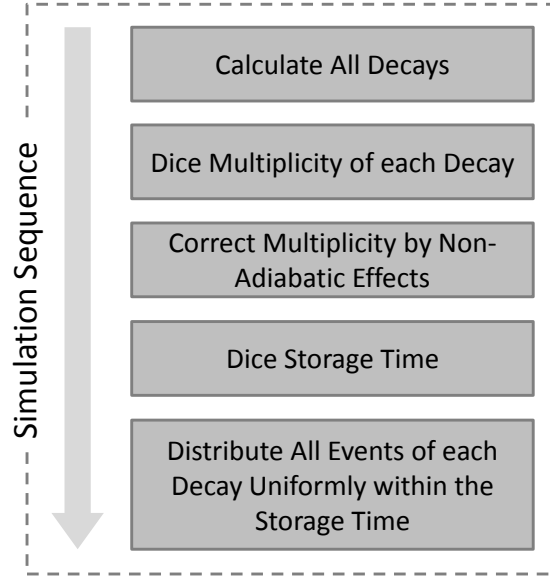 Simulation Sequence
Calculate All Decays
Dice Multiplicity of each Decay
Correct Multiplicity by Non-
Adiabatic Effects
Dice Storage Time
Distribute All Events of each
Decay Uniformly within the
Storage Time